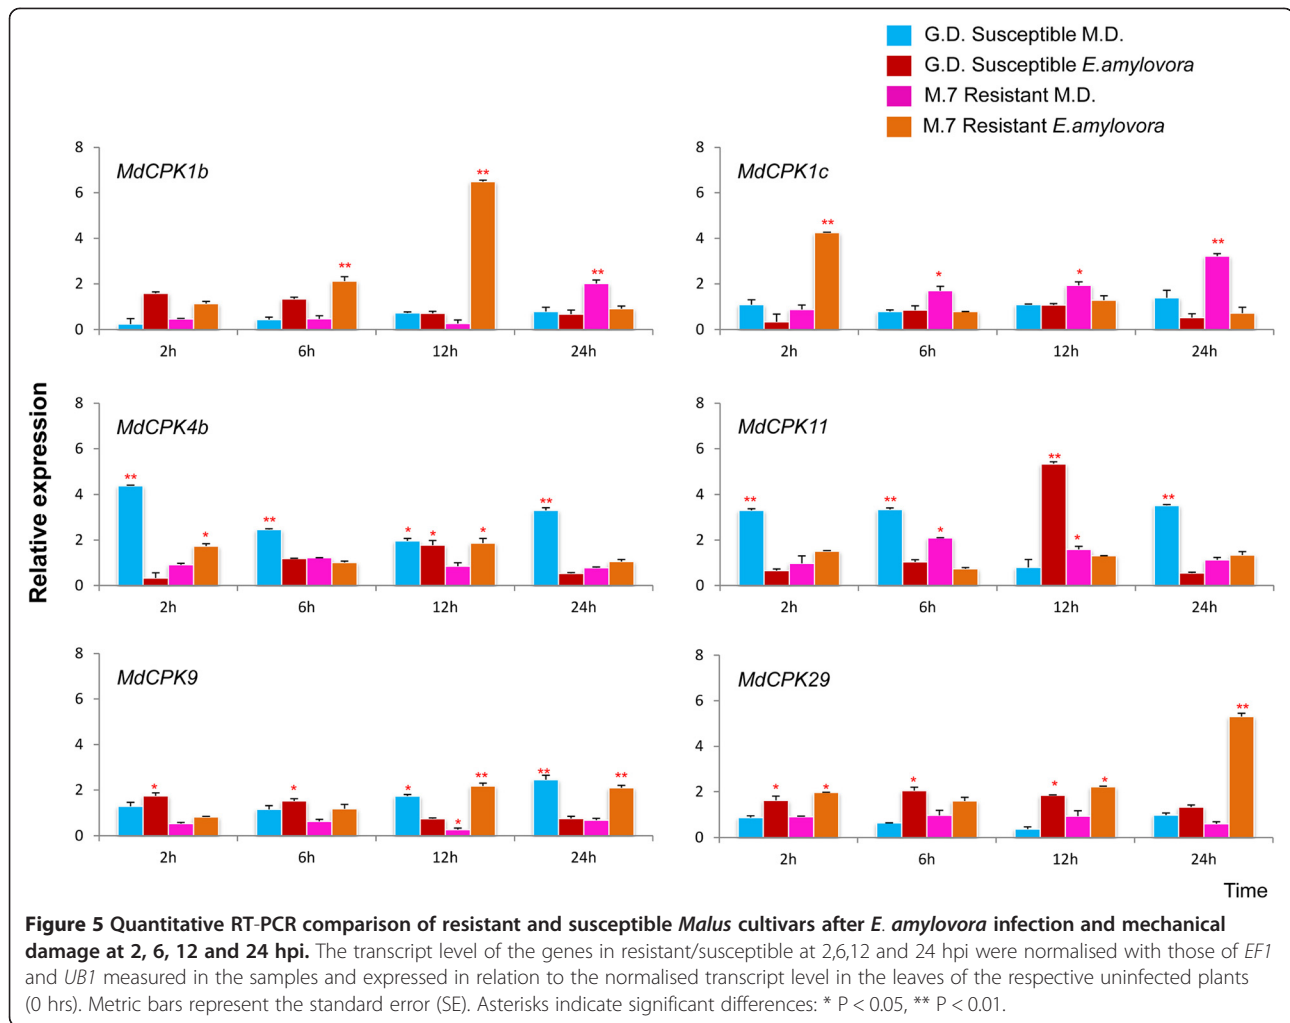 G.D. Susceptible M.D.
G.D. Susceptible E.amylovora
M.7 Resistant M.D.
M.7 Resistant E.amylovora
Relative expression
MdCPK1b
8
6
4
2
0
**
**
**
2h 6h 12h 24h
MdCPK1c
8
6
4
2
0
**
*
*
**
2h 6h 12h 24h
MdCPK4b
8
6
4
2
0
**
*
**
*
*
*
**
2h 6h 12h 24h
MdCPK11
8
6
4
2
0
**
**
*
**
*
**
2h 6h 12h 24h
MdCPK9
8
6
4
2
0
*
*
*
*
**
**
**
2h 6h 12h 24h
MdCPK29
8
6
4
2
0
*
*
*
*
*
**
2h 6h 12h 24h
Time
Figure 5 Quantitative RT-PCR comparison of resistant and susceptible Malus cultivars after E. amylovora infection and mechanical
damage at 2, 6, 12 and 24 hpi. The transcript level of the genes in resistant/susceptible at 2,6,12 and 24 hpi were normalised with those of EF1
and UB1 measured in the samples and expressed in relation to the normalised transcript level in the leaves of the respective uninfected plants
(0 hrs). Metric bars represent the standard error (SE). Asterisks indicate significant differences: * P < 0.05, ** P < 0.01.